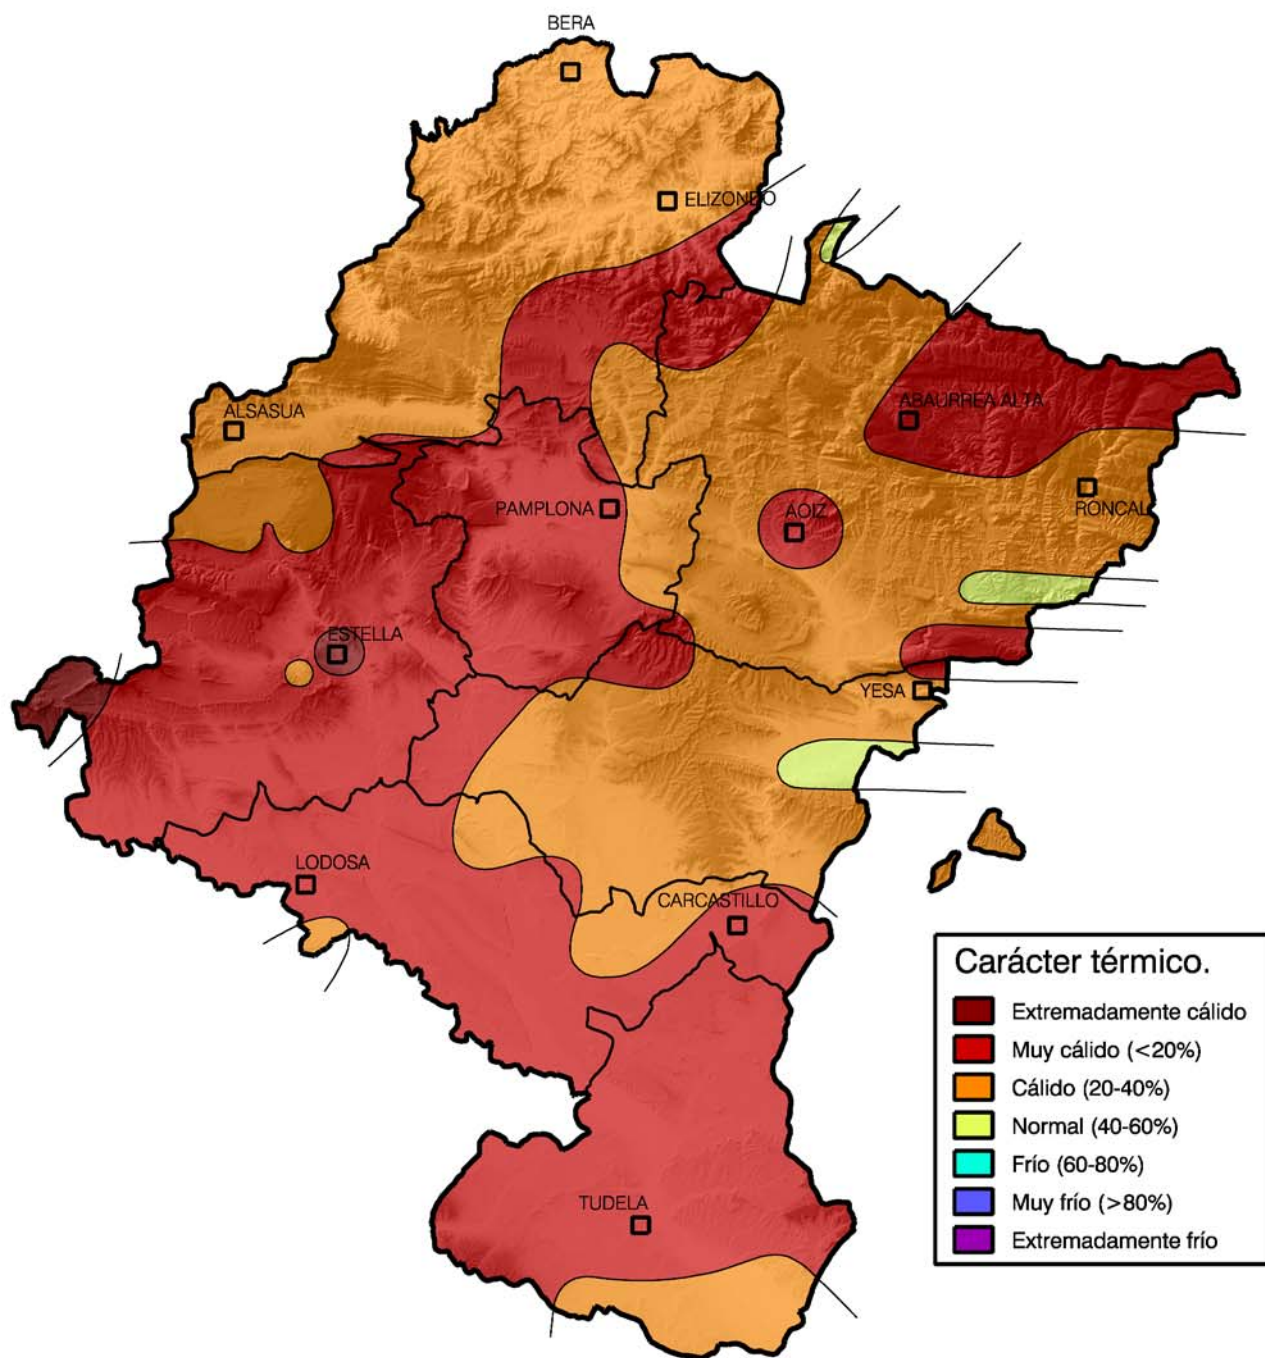 BERA
ELIZONDO
ALSASUA
ABAURREA ALTA
PAMPLONA
AOIZ
RONCAL
ESTELLA
YESA
LODOSA
CARCASTILLO
TUDELA
Carácter térmico.
Extremadamente cálido
Muy cálido (<20%)
Cálido (20-40%)
Normal (40-60%)
Frío (60-80%)
Muy frío (>80%)
Extremadamente frío